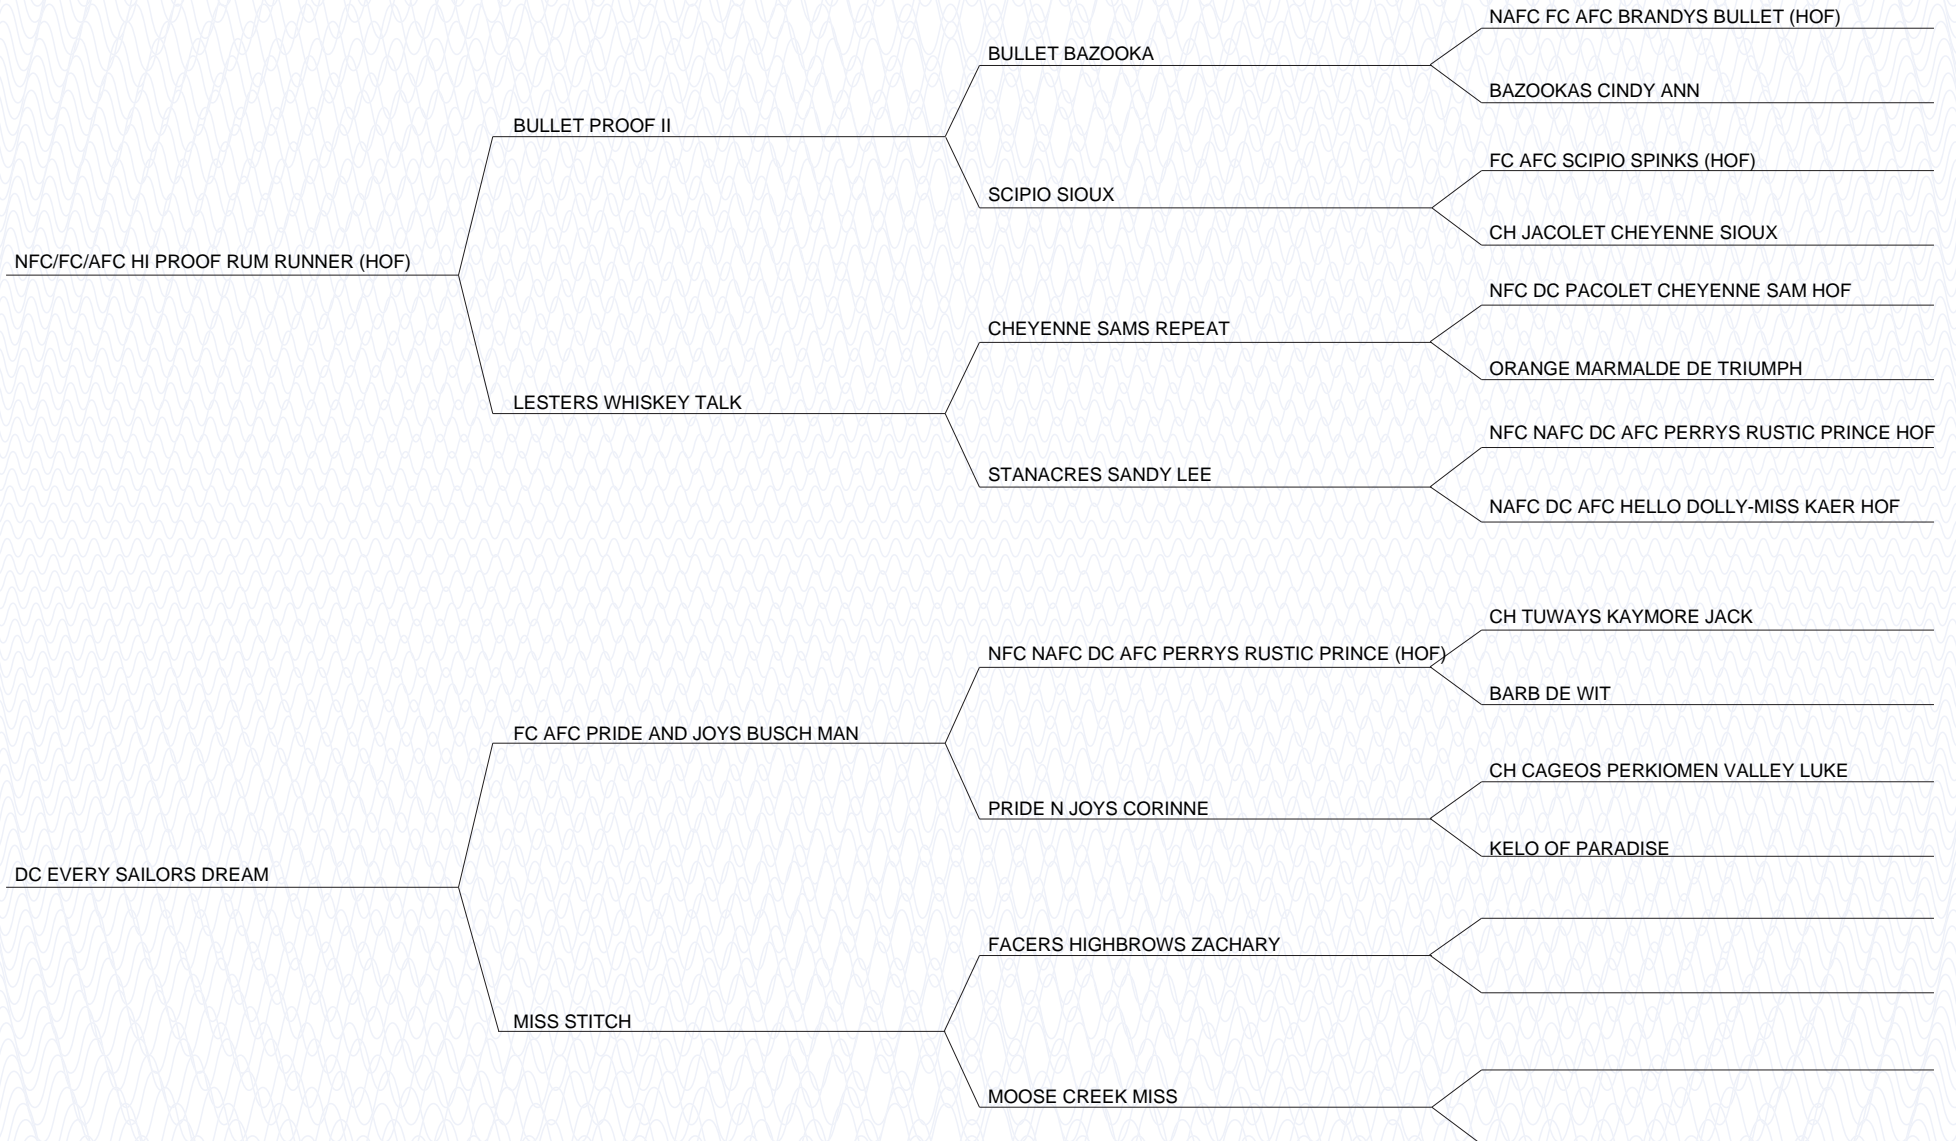 NAFC FC AFC BRANDYS BULLET (HOF)
BULLET BAZOOKA
BAZOOKAS CINDY ANN
BULLET PROOF II
FC AFC SCIPIO SPINKS (HOF)
SCIPIO SIOUX
CH JACOLET CHEYENNE SIOUX
NFC/FC/AFC HI PROOF RUM RUNNER (HOF)
NFC DC PACOLET CHEYENNE SAM HOF
CHEYENNE SAMS REPEAT
ORANGE MARMALDE DE TRIUMPH
LESTERS WHISKEY TALK
NFC NAFC DC AFC PERRYS RUSTIC PRINCE HOF
STANACRES SANDY LEE
NAFC DC AFC HELLO DOLLY-MISS KAER HOF
CH TUWAYS KAYMORE JACK
NFC NAFC DC AFC PERRYS RUSTIC PRINCE (HOF)
BARB DE WIT
FC AFC PRIDE AND JOYS BUSCH MAN
CH CAGEOS PERKIOMEN VALLEY LUKE
PRIDE N JOYS CORINNE
KELO OF PARADISE
DC EVERY SAILORS DREAM
FACERS HIGHBROWS ZACHARY
MISS STITCH
MOOSE CREEK MISS